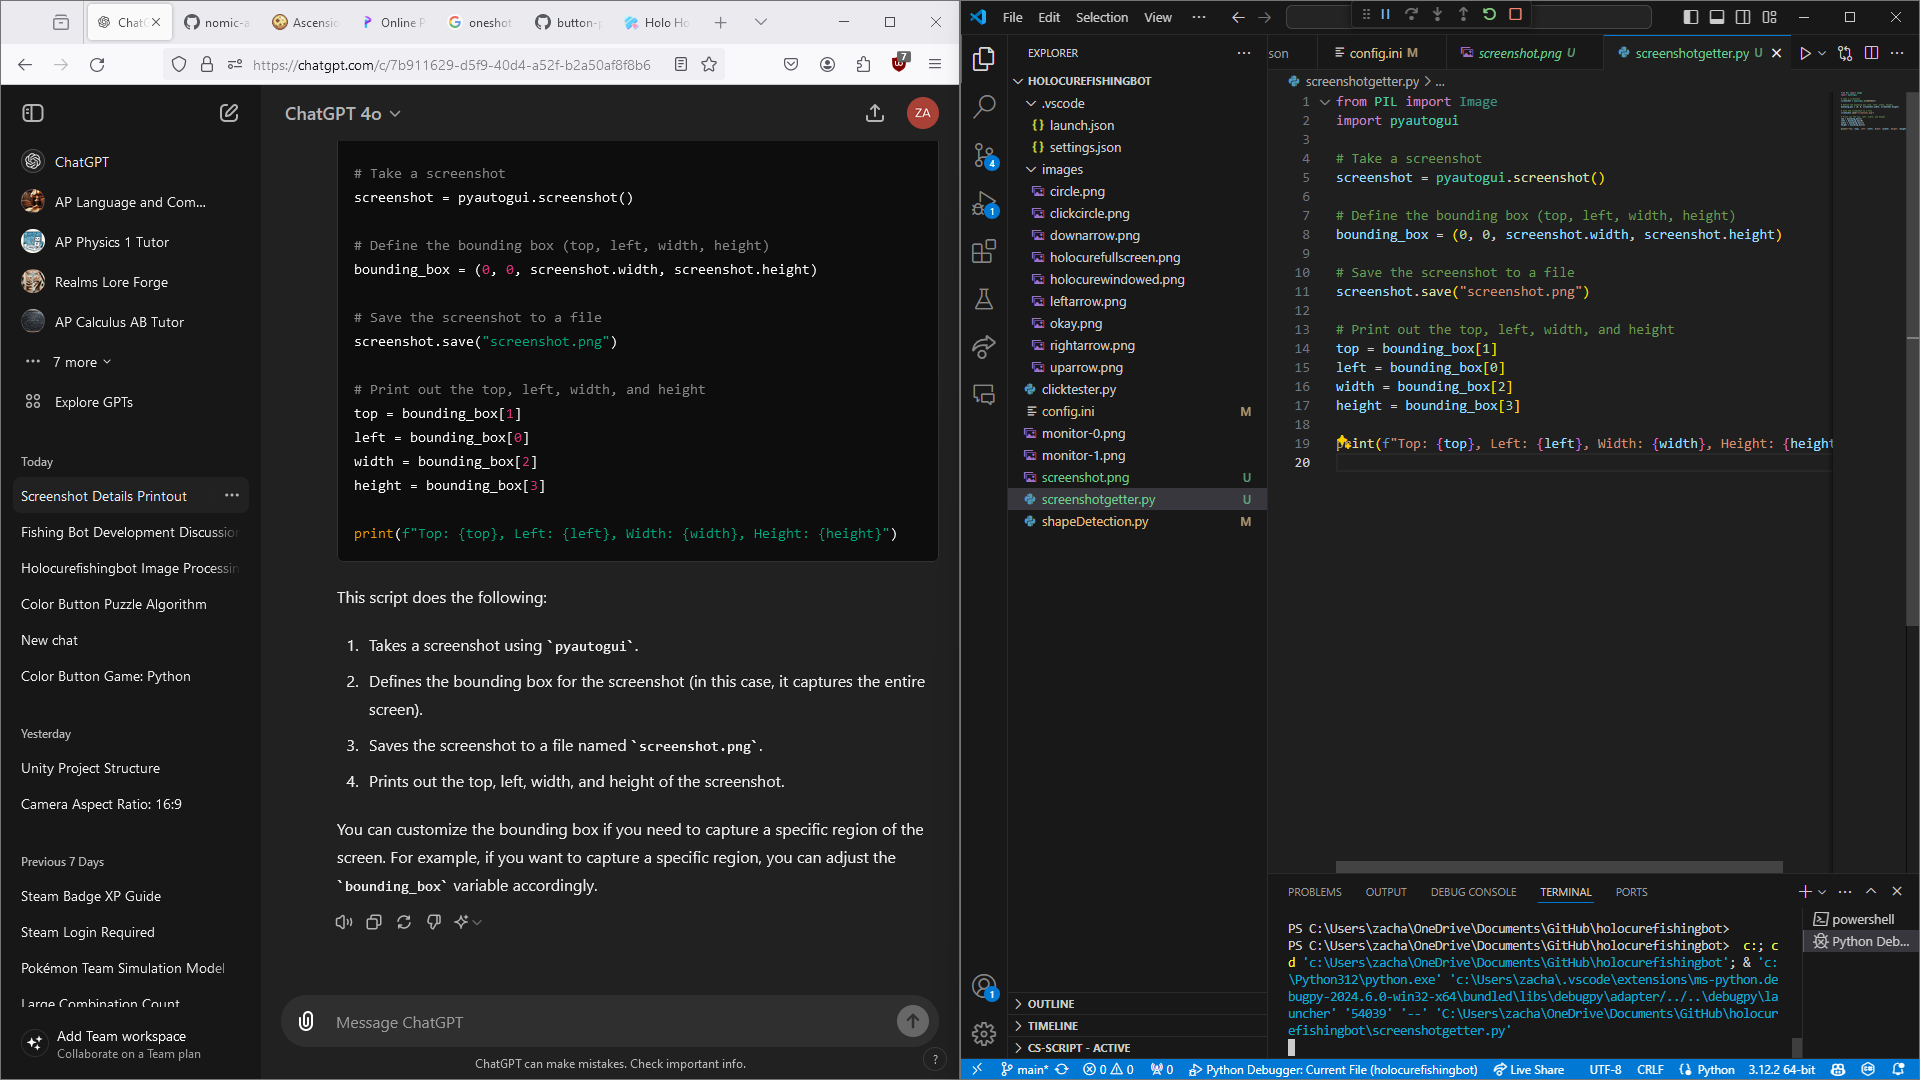 ChatG
nomic-a
Ascensio
Online P
oneshot
button-p
Holo Ho
https://chatgpt.com/c/7b911629-d5f9-40d4-a52f-b2a50af8f8b6
7
ChatGPT
AP Language and Com...
AP Physics 1 Tutor
Realms Lore Forge
AP Calculus AB Tutor
7 more
Explore GPTs
Today
Screenshot Details Printout
Fishing Bot Development Discussion
Holocurefishingbot Image Processin
Color Button Puzzle Algorithm
New chat
Color Button Game: Python
Yesterday
Unity Project Structure
Camera Aspect Ratio: 16:9
Previous 7 Days
Steam Badge XP Guide
Steam Login Required
Pokémon Team Simulation Model
Large Combination Count
Add Team workspace
Collaborate on a Team plan
ChatGPT 4o
ZA
# Take a screenshot
screenshot = pyautogui.screenshot()
# Define the bounding box (top, left, width, height)
bounding_box = (0, 0, screenshot.width, screenshot.height)
# Save the screenshot to a file
screenshot.save("screenshot.png")
# Print out the top, left, width, and height
top = bounding_box[1]
left = bounding_box[0]
width = bounding_box[2]
height = bounding_box[3]
print(f"Top: {top}, Left: {left}, Width: {width}, Height: {height}")
This script does the following:
1. Takes a screenshot using `pyautogui`.
2. Defines the bounding box for the screenshot (in this case, it captures the entire
screen).
3. Saves the screenshot to a file named `screenshot.png`.
4. Prints out the top, left, width, and height of the screenshot.
You can customize the bounding box if you need to capture a specific region of the
screen. For example, if you want to capture a specific region, you can adjust the
`bounding_box` variable accordingly.
Message ChatGPT
ChatGPT can make mistakes. Check important info.
?
File Edit Selection View ...
EXPLORER
HOLOCUREFISHINGBOT
.vscode
launch.json
settings.json
images
circle.png
clickcircle.png
downarrow.png
holocurefullscreen.png
holocurewindowed.png
leftarrow.png
okay.png
rightarrow.png
uparrow.png
clicktester.py
config.ini M
monitor-0.png
monitor-1.png
screenshot.png U
screenshotgetter.py U
shapeDetection.py M
OUTLINE
TIMELINE
CS-SCRIPT - ACTIVE
4
1
1
son
config.ini M
screenshot.png U
screenshotgetter.py U
screenshotgetter.py > ...
1 from PIL import Image
2 import pyautogui
3
4 # Take a screenshot
5 screenshot = pyautogui.screenshot()
6
7 # Define the bounding box (top, left, width, height)
8 bounding_box = (0, 0, screenshot.width, screenshot.height)
9
10 # Save the screenshot to a file
11 screenshot.save("screenshot.png")
12
13 # Print out the top, left, width, and height
14 top = bounding_box[1]
15 left = bounding_box[0]
16 width = bounding_box[2]
17 height = bounding_box[3]
18
19 print(f"Top: {top}, Left: {left}, Width: {width}, Height: {height
20
PROBLEMS OUTPUT DEBUG CONSOLE TERMINAL PORTS
PS C:\Users\zacha\OneDrive\Documents\GitHub\holocurefishingbot>
PS C:\Users\zacha\OneDrive\Documents\GitHub\holocurefishingbot> c:; c
d 'c:\Users\zacha\OneDrive\Documents\GitHub\holocurefishingbot'; & 'c:
\Python312\python.exe' 'c:\Users\zacha\.vscode\extensions\ms-python.de
bugpy-2024.6.0-win32-x64\bundled\libs\debugpy\adapter/../..\debugpy\la
uncher' '54039' '--' 'C:\Users\zacha\OneDrive\Documents\GitHub\holocur
efishingbot\screenshotgetter.py'
powershell
Python Deb...
main* 0 0 0 Python Debugger: Current File (holocurefishingbot) Live Share UTF-8 CRLF Python 3.12.2 64-bit